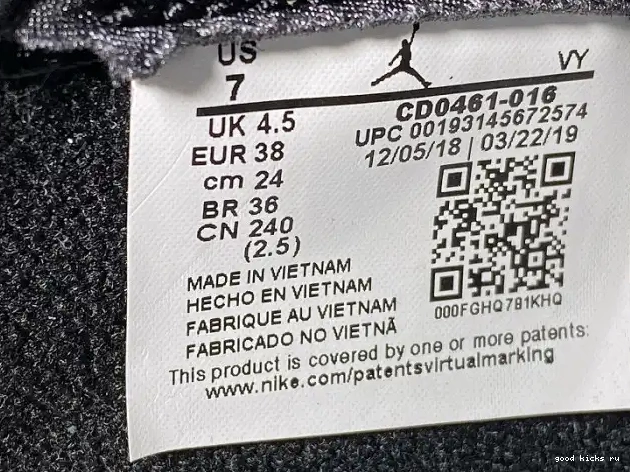 US
7
UK 4.5
EUR 38
cm 24
BR 36
CN 240
(2.5)
VY
CD0461-016
UPC 00193145672574
12/05/18 | 03/22/19
000FGHQ781KHQ
MADE IN VIETNAM
HECHO EN VIETNAM
FABRIQUE AU VIETNAM
FABRICADO NO VIETNÃ
This product is covered by one or more patents:
www.nike.com/patentsvirtualmarking
good kicks ru